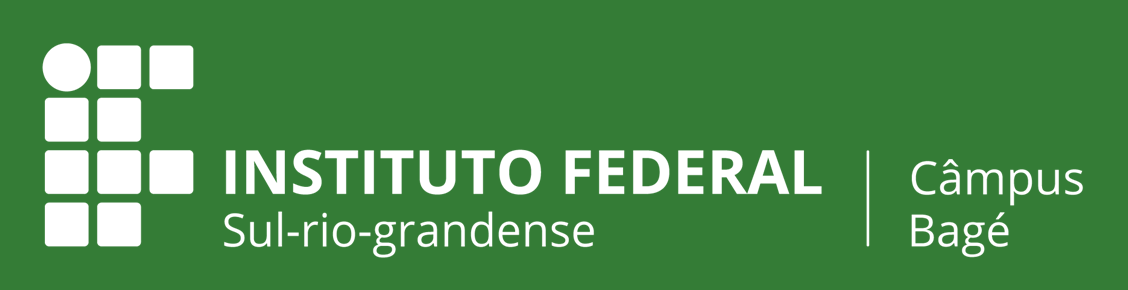 INSTITUTO FEDERAL
Sul-rio-grandense
Câmpus
Bagé